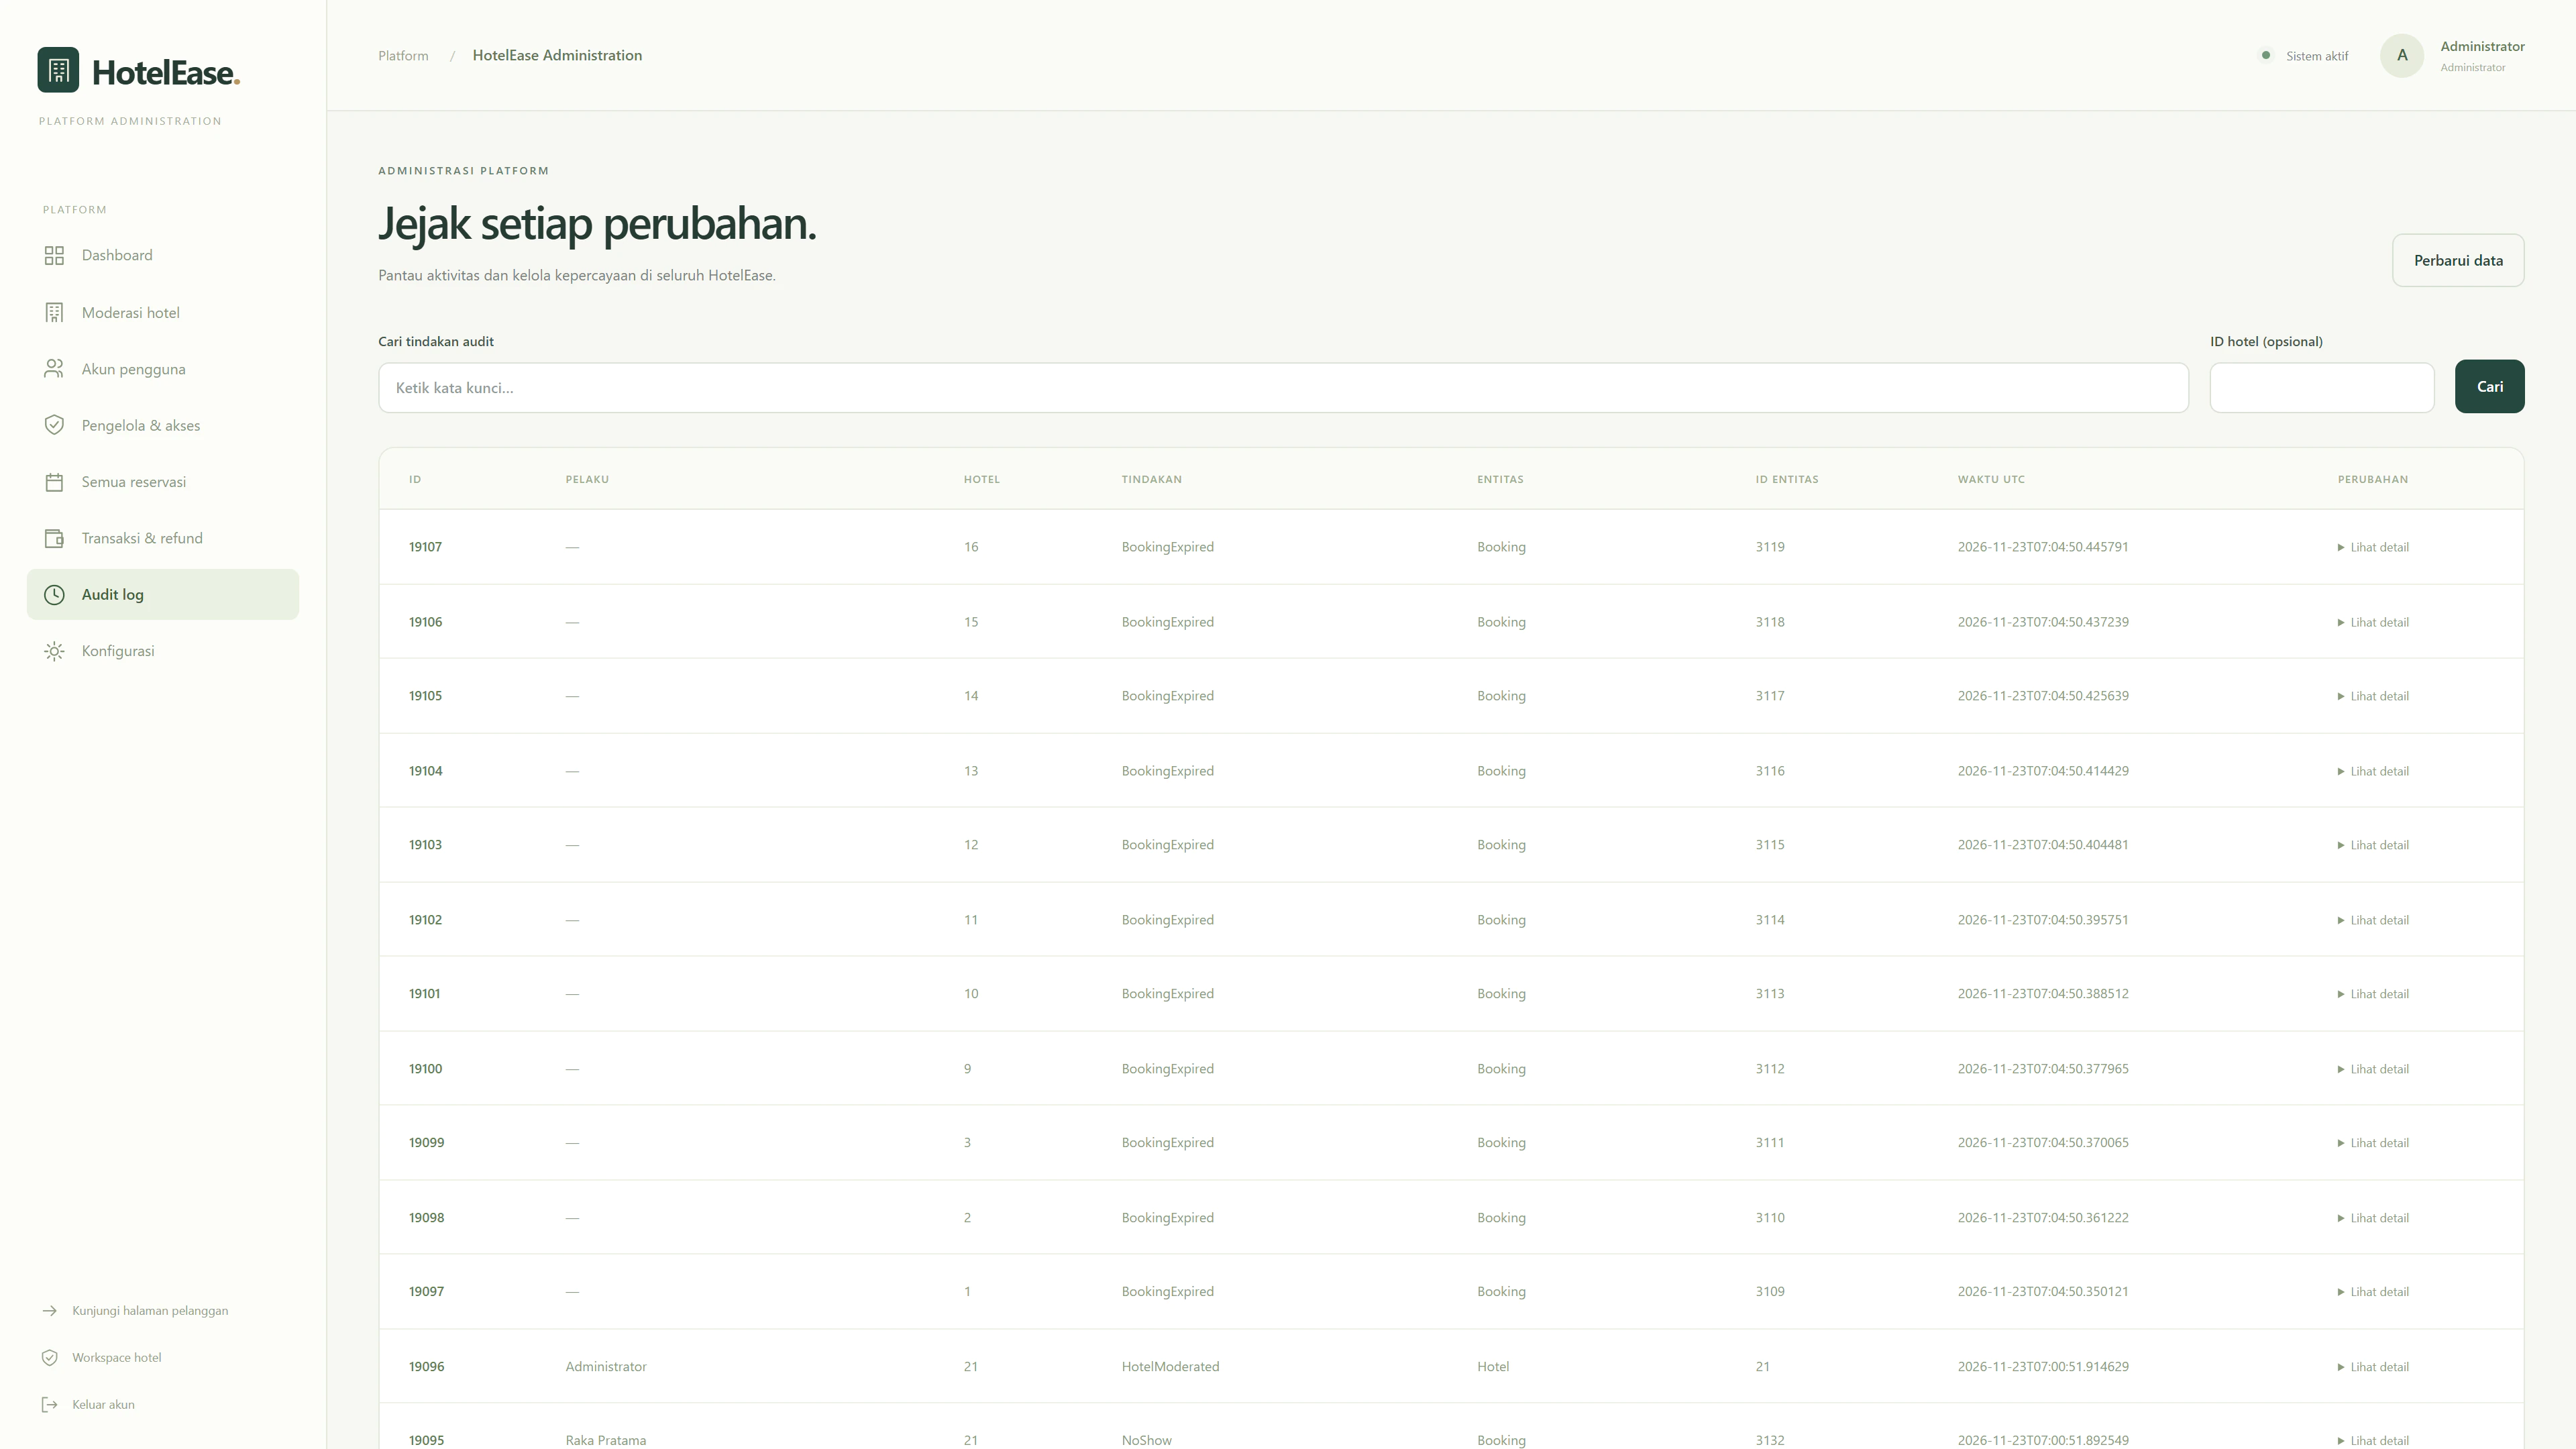 HotelEase.
PLATFORM ADMINISTRATION
PLATFORM
Dashboard
Moderasi hotel
Akun pengguna
Pengelola & akses
Semua reservasi
Transaksi & refund
Audit log
Konfigurasi
Kunjungi halaman pelanggan
Workspace hotel
Keluar akun
Platform / HotelEase Administration
Sistem aktif
A
Administrator
Administrator
ADMINISTRASI PLATFORM
Jejak setiap perubahan.
Pantau aktivitas dan kelola kepercayaan di seluruh HotelEase.
Perbarui data
Cari tindakan audit
Ketik kata kunci...
ID hotel (opsional)
Cari
ID PELAKU HOTEL TINDAKAN ENTITAS ID ENTITAS WAKTU UTC PERUBAHAN
19107 — 16 BookingExpired Booking 3119 2026-11-23T07:04:50.445791 ▶ Lihat detail
19106 — 15 BookingExpired Booking 3118 2026-11-23T07:04:50.437239 ▶ Lihat detail
19105 — 14 BookingExpired Booking 3117 2026-11-23T07:04:50.425639 ▶ Lihat detail
19104 — 13 BookingExpired Booking 3116 2026-11-23T07:04:50.414429 ▶ Lihat detail
19103 — 12 BookingExpired Booking 3115 2026-11-23T07:04:50.404481 ▶ Lihat detail
19102 — 11 BookingExpired Booking 3114 2026-11-23T07:04:50.395751 ▶ Lihat detail
19101 — 10 BookingExpired Booking 3113 2026-11-23T07:04:50.388512 ▶ Lihat detail
19100 — 9 BookingExpired Booking 3112 2026-11-23T07:04:50.377965 ▶ Lihat detail
19099 — 3 BookingExpired Booking 3111 2026-11-23T07:04:50.370065 ▶ Lihat detail
19098 — 2 BookingExpired Booking 3110 2026-11-23T07:04:50.361222 ▶ Lihat detail
19097 — 1 BookingExpired Booking 3109 2026-11-23T07:04:50.350121 ▶ Lihat detail
19096 Administrator 21 HotelModerated Hotel 21 2026-11-23T07:00:51.914629 ▶ Lihat detail
19095 Raka Pratama 21 NoShow Booking 3132 2026-11-23T07:00:51.892549 ▶ Lihat detail